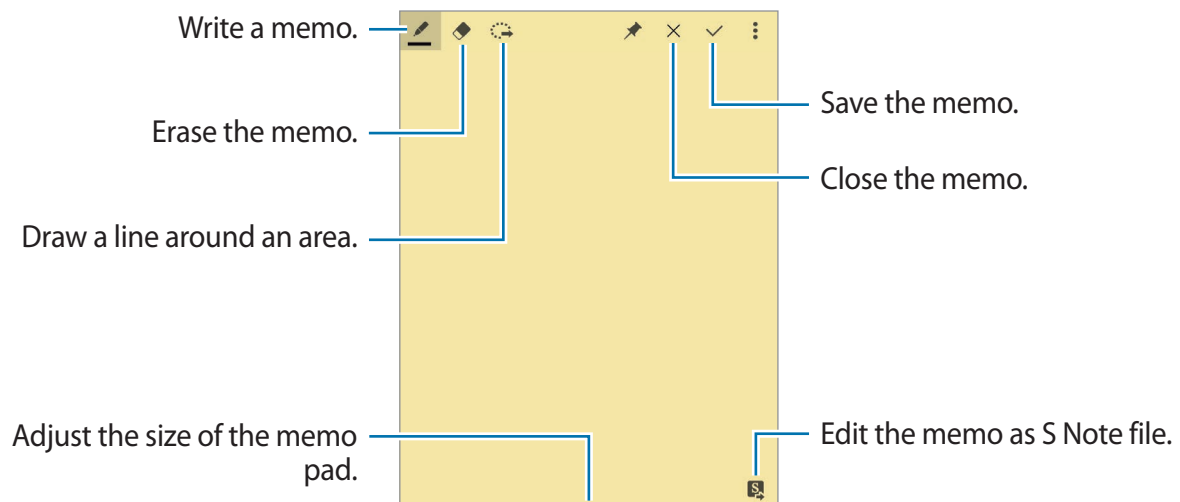 Write a memo.
Erase the memo.
Draw a line around an area.
Adjust the size of the memo
pad.
Save the memo.
Close the memo.
Edit the memo as S Note file.
S